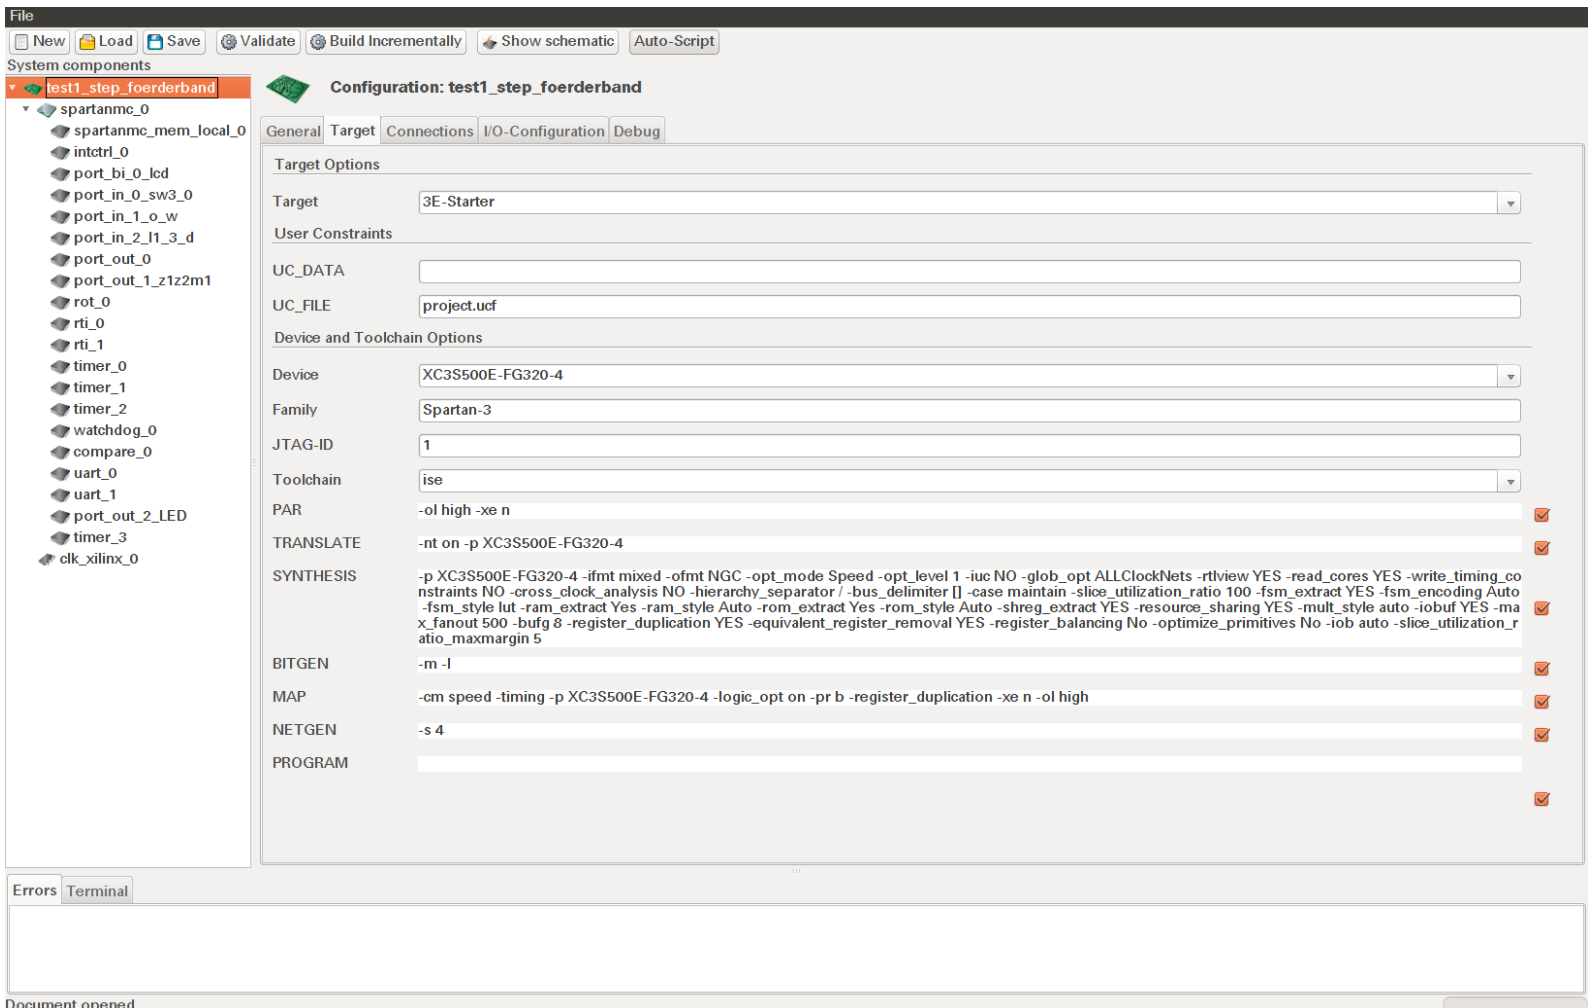 File
New Load Save Validate Build Incrementally Show schematic Auto-Script
System components
test1_step_foerderband
spartanmc_0
spartanmc_mem_local_0
intctrl_0
port_bi_0_lcd
port_in_0_sw3_0
port_in_1_o_w
port_in_2_l1_3_d
port_out_0
port_out_1_z1z2m1
rot_0
rti_0
rti_1
timer_0
timer_1
timer_2
watchdog_0
compare_0
uart_0
uart_1
port_out_2_LED
timer_3
clk_xilinx_0
Configuration: test1_step_foerderband
General Target Connections I/O-Configuration Debug
Target Options
Target 3E-Starter
User Constraints
UC_DATA
UC_FILE project.ucf
Device and Toolchain Options
Device XC3S500E-FG320-4
Family Spartan-3
JTAG-ID 1
Toolchain ise
PAR -ol high -xe n
TRANSLATE -nt on -p XC3S500E-FG320-4
SYNTHESIS -p XC3S500E-FG320-4 -ifmt mixed -ofmt NGC -opt_mode Speed -opt_level 1 -iuc NO -glob_opt ALLClockNets -rtlview YES -read_cores YES -write_timing_co
nstraints NO -cross_clock_analysis NO -hierarchy_separator / -bus_delimiter [] -case maintain -slice_utilization_ratio 100 -fsm_extract YES -fsm_encoding Auto
-fsm_style lut -ram_extract Yes -ram_style Auto -rom_extract Yes -rom_style Auto -shreg_extract YES -resource_sharing YES -mult_style auto -iobuf YES -ma
x_fanout 500 -bufg 8 -register_duplication YES -equivalent_register_removal YES -register_balancing No -optimize_primitives No -iob auto -slice_utilization_r
atio_maxmargin 5
BITGEN -m -l
MAP -cm speed -timing -p XC3S500E-FG320-4 -logic_opt on -pr b -register_duplication -xe n -ol high
NETGEN -s 4
PROGRAM
Errors Terminal
Document opened